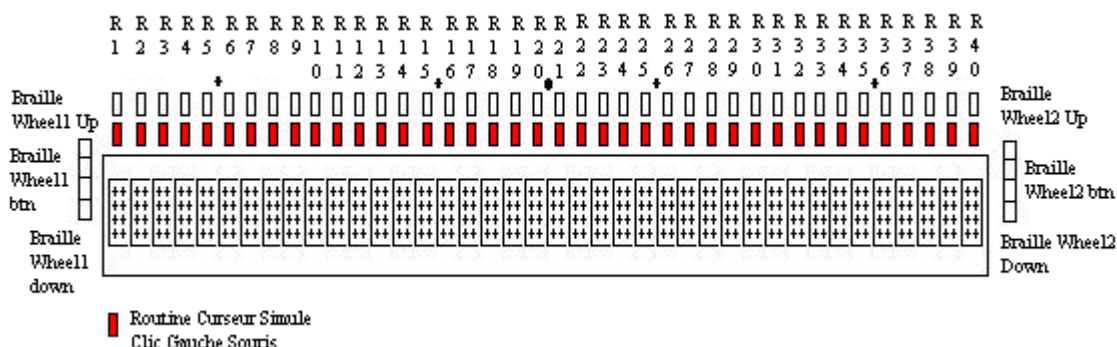 R R R R R R R R R R R R R R R R R R R R R R R R R R R R R R R R R R R R R R R R
1 2 3 4 5 6 7 8 9 1 1 1 1 1 1 1 1 1 1 2 2 2 2 2 2 2 2 2 2 3 3 3 3 3 3 3 3 3 3 4
0 1 2 3 4 5 6 7 8 9 0 1 2 3 4 5 6 7 8 9 0 1 2 3 4 5 6 7 8 9 0
Braille
Wheel1 Up
Braille
Wheel2 Up
Braille
Wheel1
btn
Braille
Wheel2 btn
Braille
Wheel1
down
Braille Wheel2
Down
Routine Curseur Simule
Clic Gauche Souris